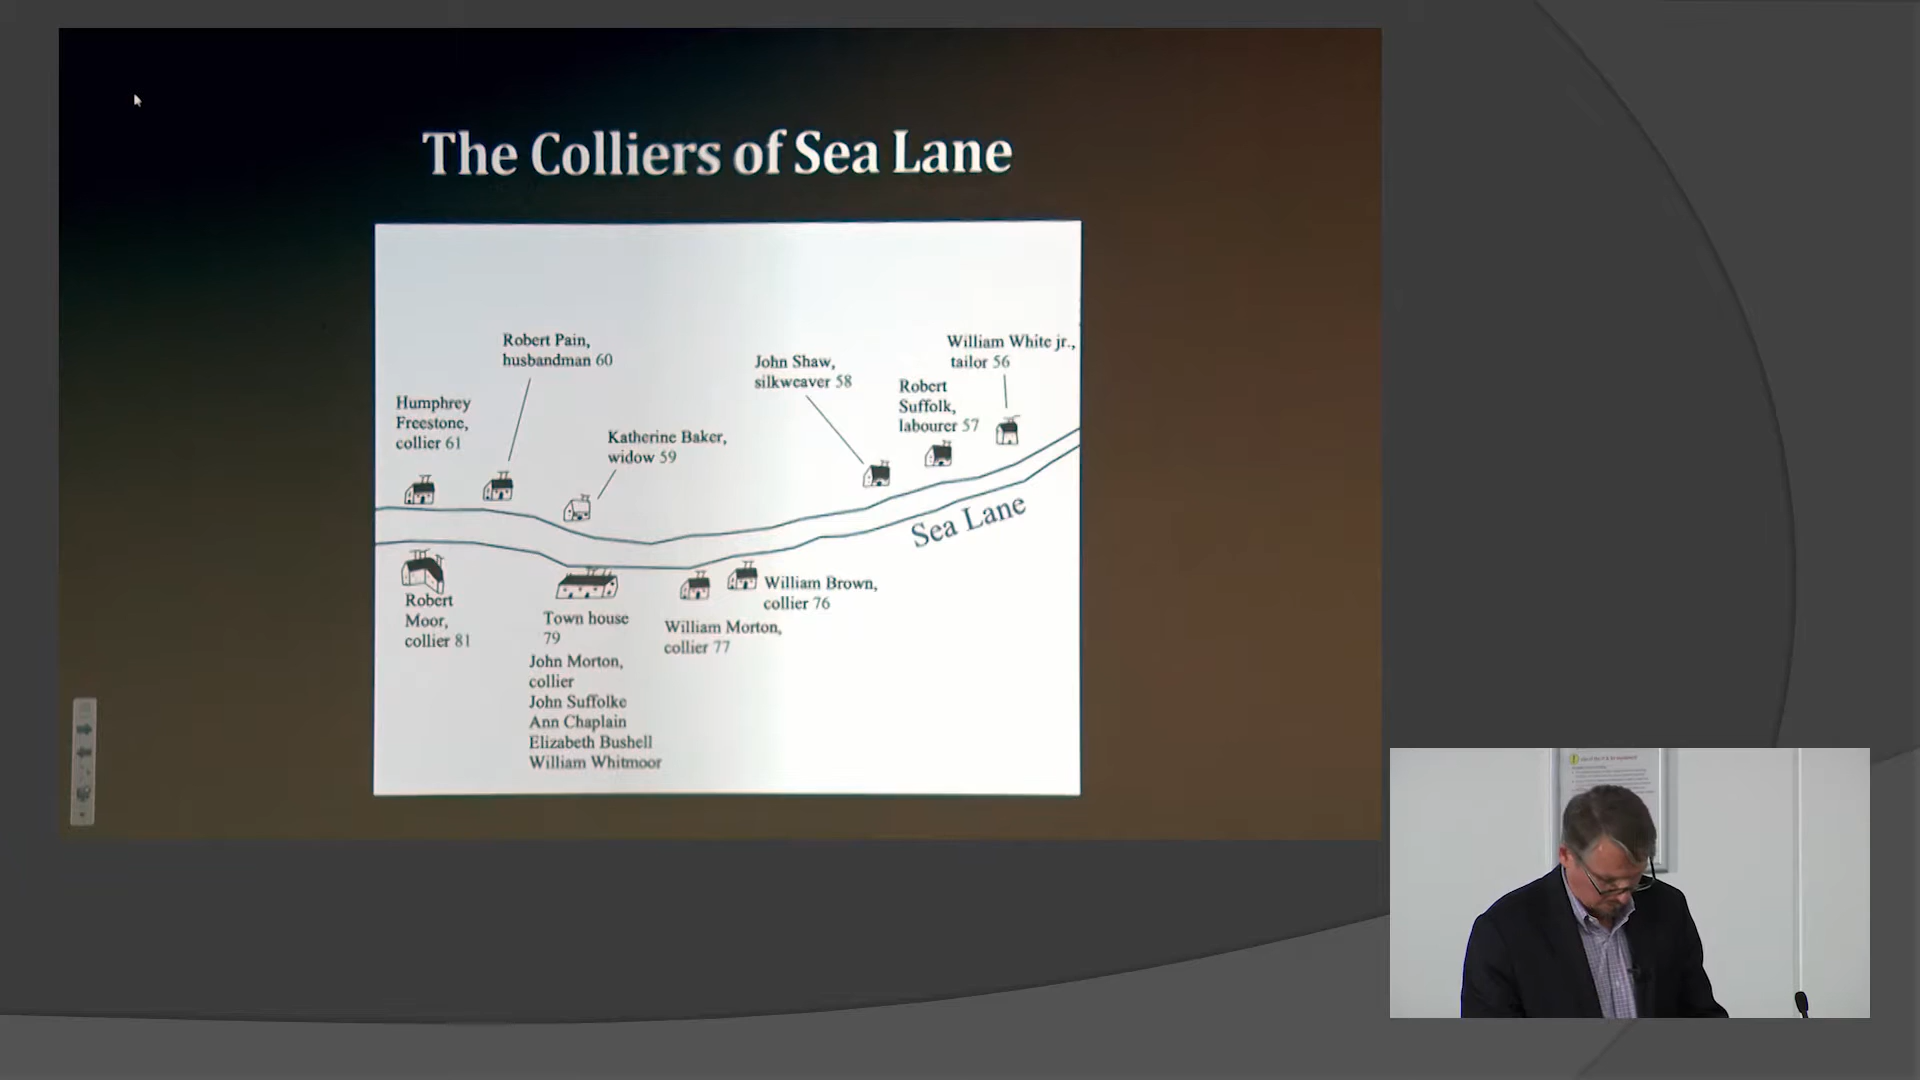 The Colliers of Sea Lane
Robert Pain,
husbandman 60
William White jr.,
tailor 56
John Shaw,
silkweaver 58
Robert
Suffolk,
labourer 57
Humphrey
Freestone,
collier 61
Katherine Baker,
widow 59
Sea Lane
Robert
Moor,
collier 81
Town house
79
John Morton,
collier
John Suffolke
Ann Chaplain
Elizabeth Bushell
William Whitmoor
William Morton,
collier 77
William Brown,
collier 76